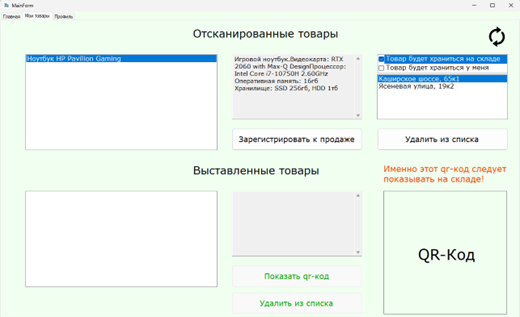 MainForm
Главная Мои товары Профиль
Отсканированные товары
Ноутбук HP Pavilion Gaming
Игровой ноутбук.Видеокарта: RTX
2060 with Max-Q DesignПроцессор:
Intel Core i7-10750H 2.60GHz
Оперативная память: 16гб
Хранилище: SSD 256гб, HDD 1тб
Товар будет храниться на складе
Товар будет храниться у меня
Каширское шоссе, 65к1
Ясеневая улица, 19к2
Зарегистрировать к продаже
Удалить из списка
Выставленные товары
Именно этот qr-код следует
показывать на складе!
QR-Код
Показать qr-код
Удалить из списка